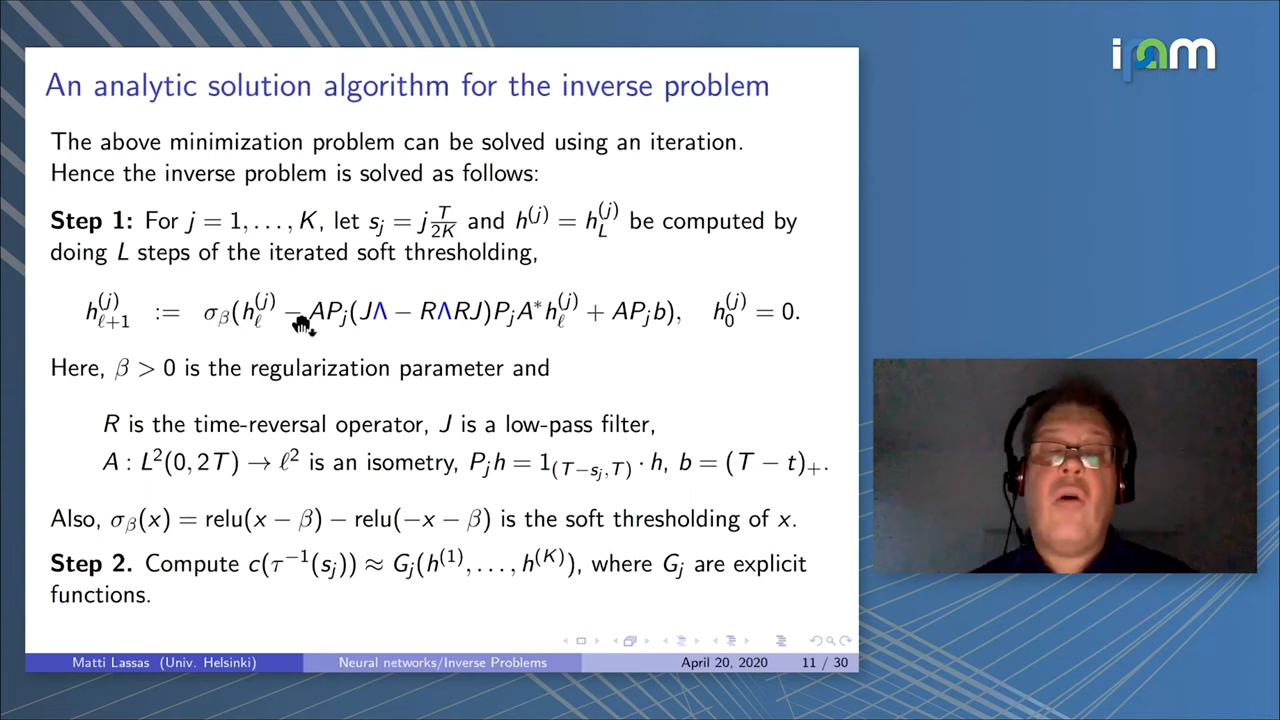 ipam
An analytic solution algorithm for the inverse problem
The above minimization problem can be solved using an iteration.
Hence the inverse problem is solved as follows:
Step 1: For j = 1, . . . , K, let s_j = j T/2K and h^(j) = h_L^(j) be computed by
doing L steps of the iterated soft thresholding,
h_{ℓ+1}^(j) := σ_β(h_ℓ^(j) − AP_j(JΛ − RΛRJ)P_jA*h_ℓ^(j) + AP_jb), h_0^(j) = 0.
Here, β > 0 is the regularization parameter and
R is the time-reversal operator, J is a low-pass filter,
A : L²(0, 2T) → ℓ² is an isometry, P_jh = 1_(T−s_j,T) · h, b = (T − t)_+.
Also, σ_β(x) = relu(x − β) − relu(−x − β) is the soft thresholding of x.
Step 2. Compute c(τ⁻¹(s_j)) ≈ G_j(h^(1), . . . , h^(K)), where G_j are explicit
functions.
Matti Lassas (Univ. Helsinki) Neural networks/Inverse Problems April 20, 2020 11 / 30